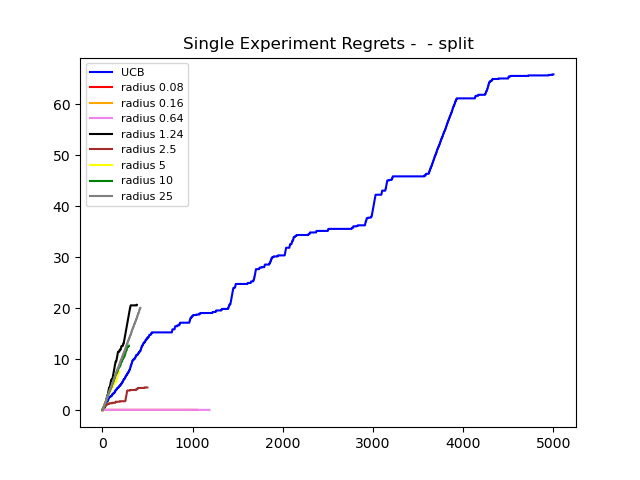 Single Experiment Regrets -  - split
UCB
radius 0.08
radius 0.16
radius 0.64
radius 1.24
radius 2.5
radius 5
radius 10
radius 25
60
50
40
30
20
10
0
0 1000 2000 3000 4000 5000